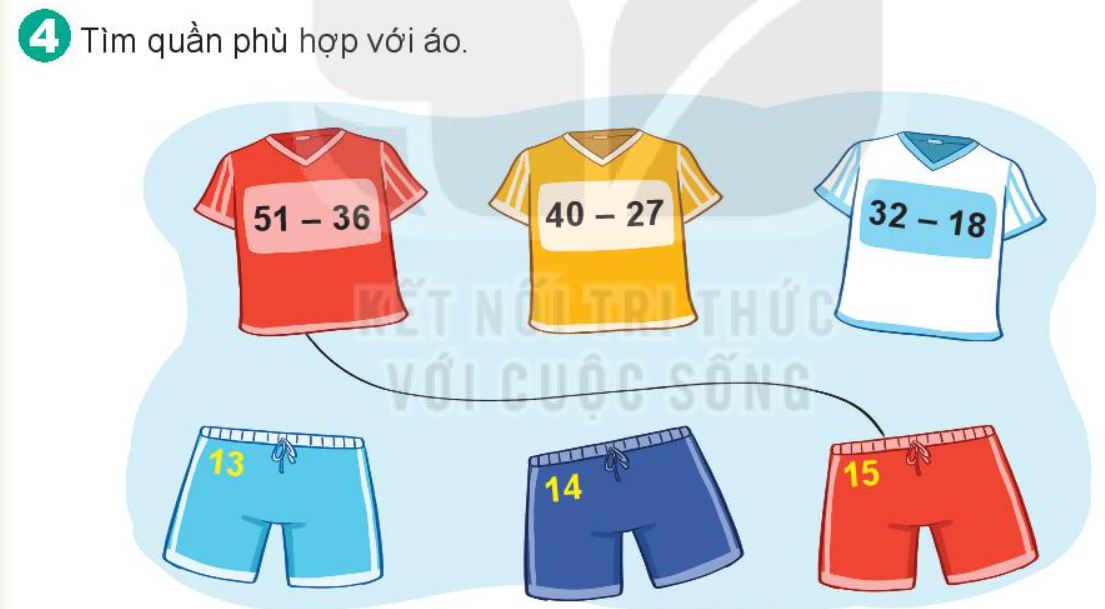 4 Tìm quần phù hợp với áo.
51 – 36
40 – 27
32 – 18
KẾT NỐI TRI THỨC
VỚI CUỘC SỐNG
13
14
15